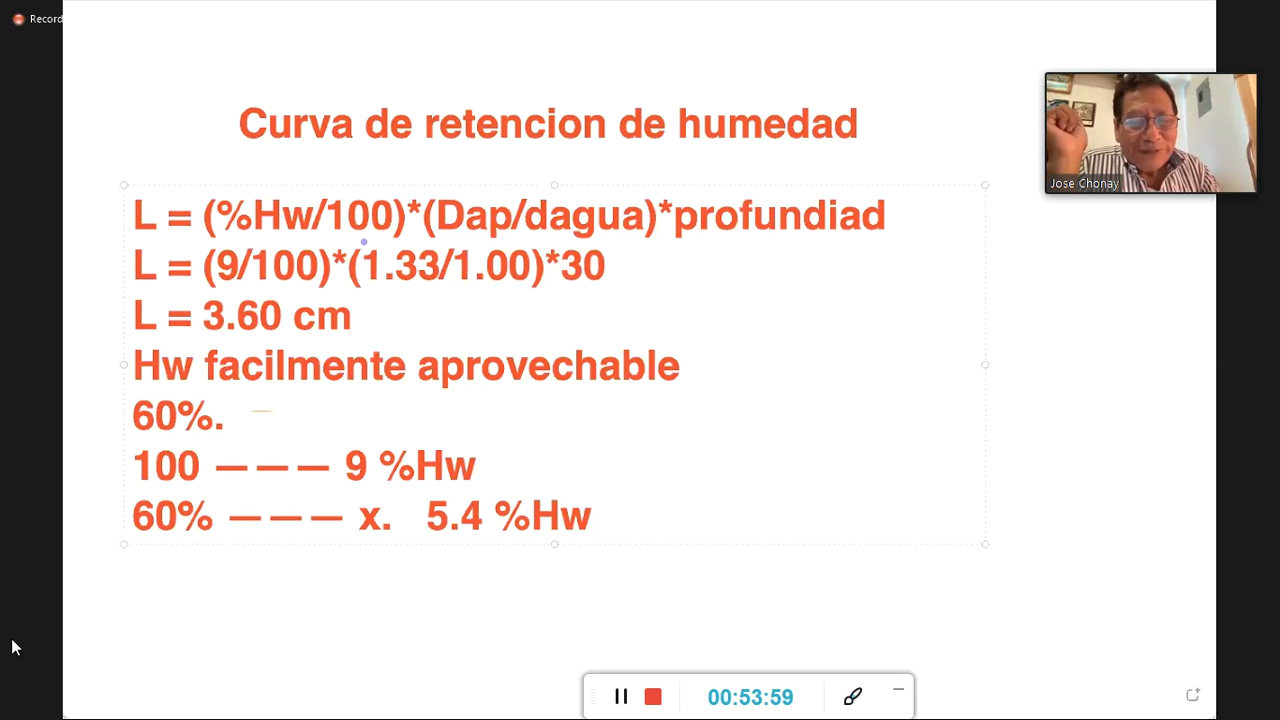 Record
Curva de retencion de humedad
Jose Chonay
L = (%Hw/100)*(Dap/dagua)*profundiad
L = (9/100)*(1.33/1.00)*30
L = 3.60 cm
Hw facilmente aprovechable
60%.
100 ——— 9 %Hw
60% ——— x. 5.4 %Hw
00:53:59